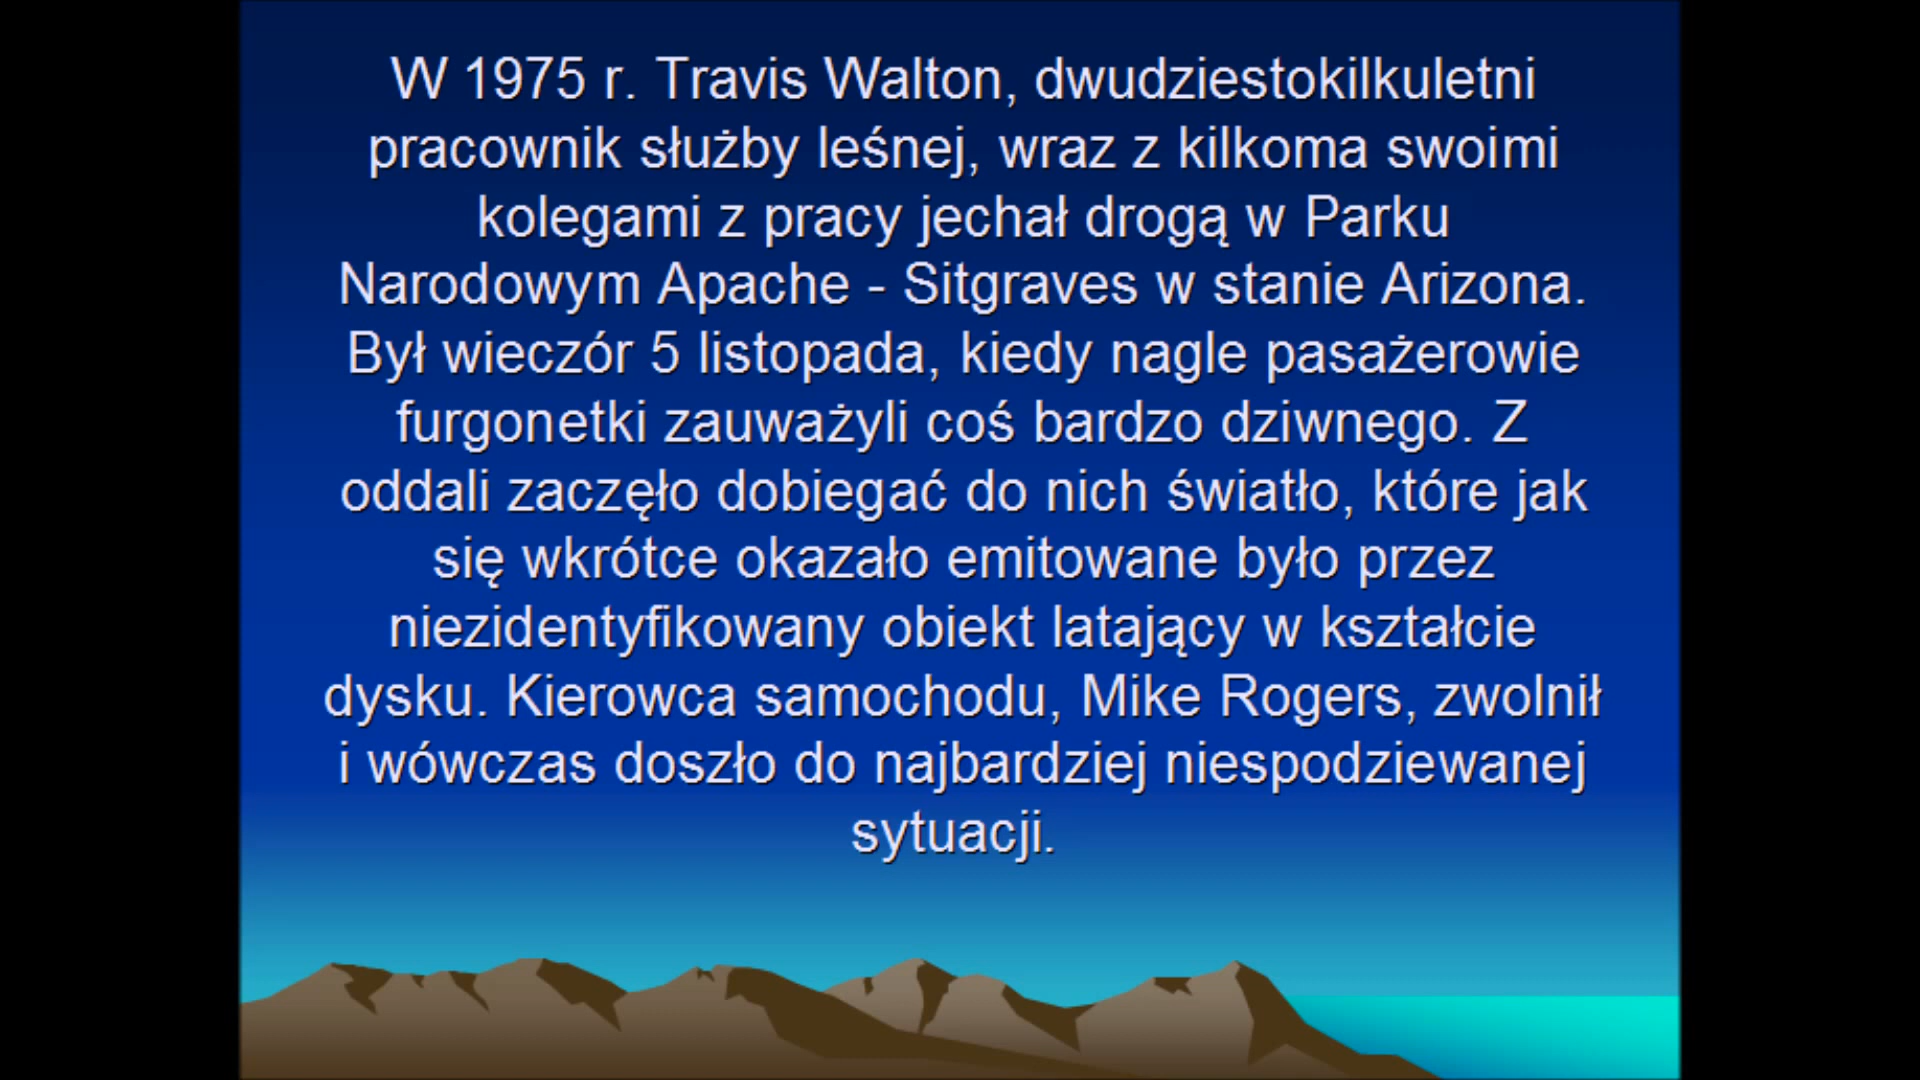 W 1975 r. Travis Walton, dwudziestokilkuletni
pracownik służby leśnej, wraz z kilkoma swoimi
kolegami z pracy jechał drogą w Parku
Narodowym Apache - Sitgraves w stanie Arizona.
Był wieczór 5 listopada, kiedy nagle pasażerowie
furgonetki zauważyli coś bardzo dziwnego. Z
oddali zaczęło dobiegać do nich światło, które jak
się wkrótce okazało emitowane było przez
niezidentyfikowany obiekt latający w kształcie
dysku. Kierowca samochodu, Mike Rogers, zwolnił
i wówczas doszło do najbardziej niespodziewanej
sytuacji.